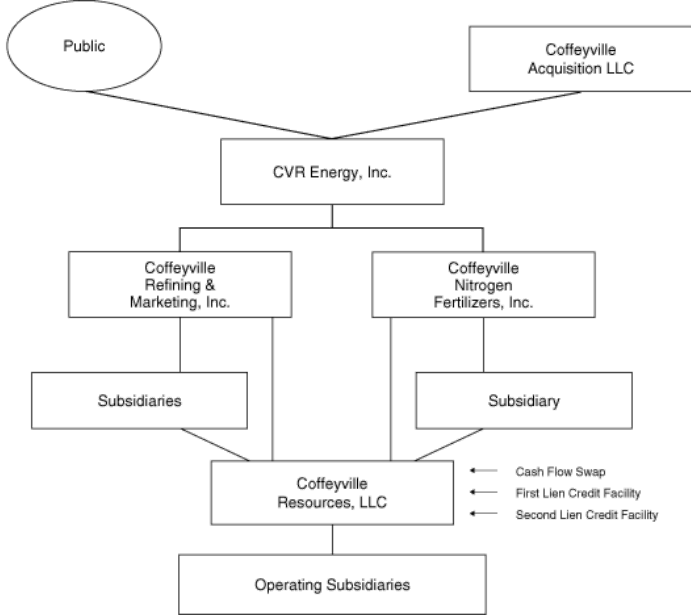 Public
Coffeyville
Acquisition LLC
CVR Energy, Inc.
Coffeyville
Refining &
Marketing, Inc.
Coffeyville
Nitrogen
Fertilizers, Inc.
Subsidiaries
Subsidiary
Coffeyville
Resources, LLC
Cash Flow Swap
First Lien Credit Facility
Second Lien Credit Facility
Operating Subsidiaries